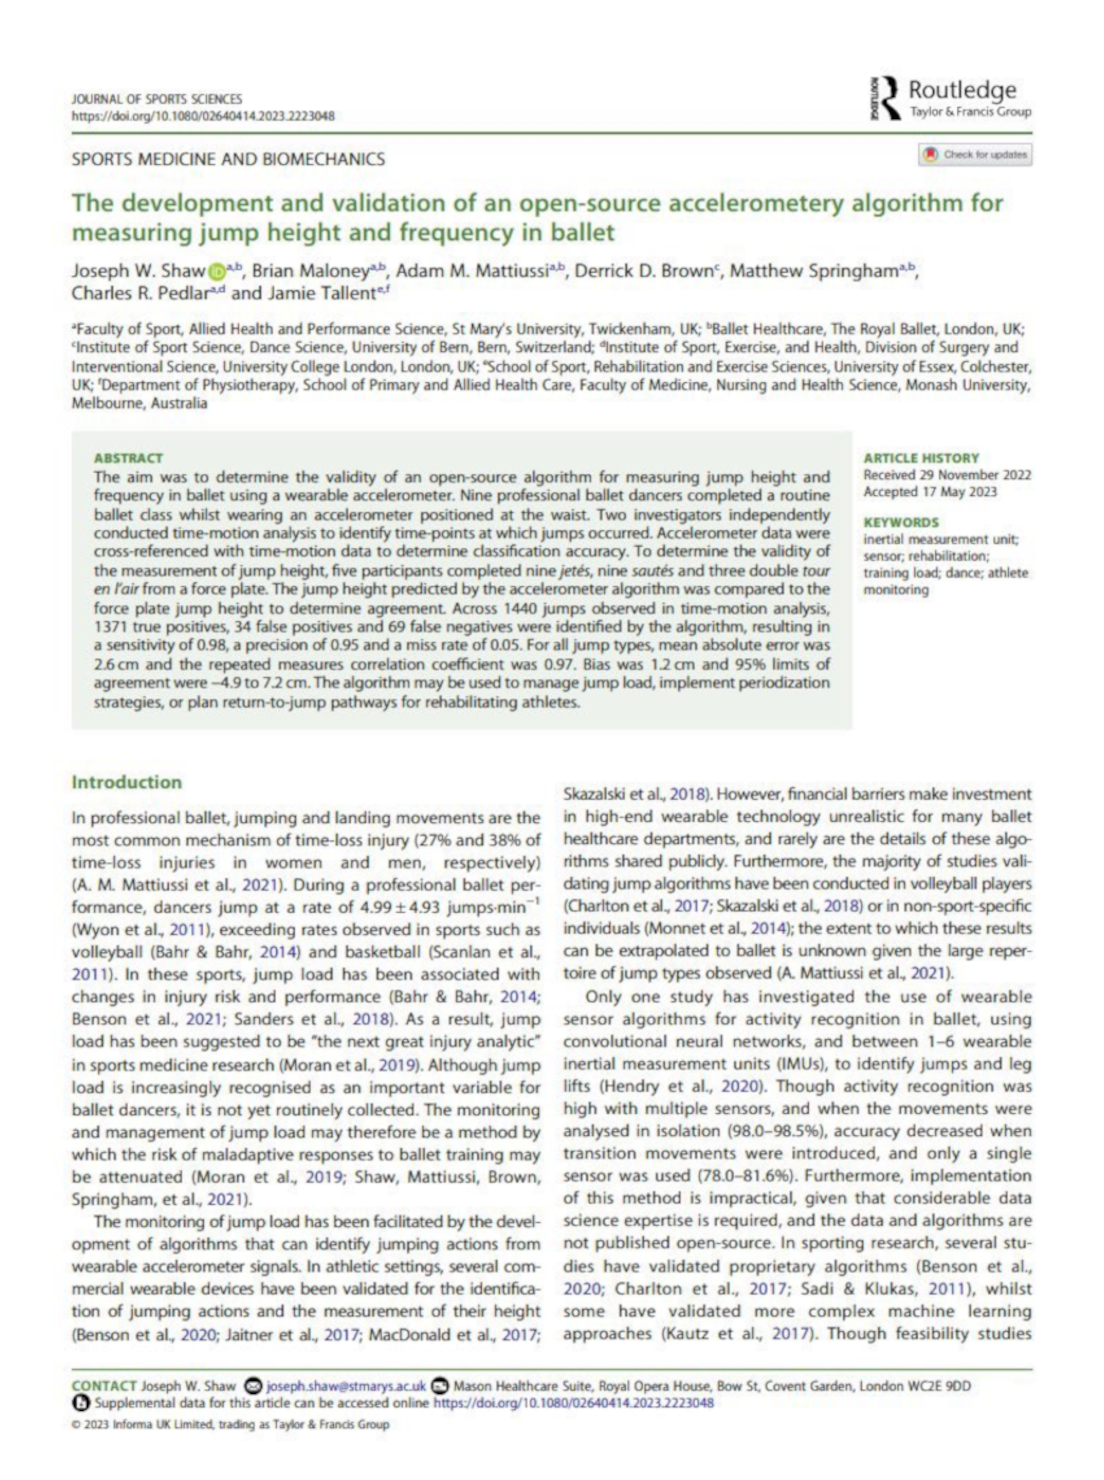 JOURNAL OF SPORTS SCIENCES
https://doi.org/10.1080/02640414.2023.2223048
ROUTLEDGE
Routledge
Taylor & Francis Group
SPORTS MEDICINE AND BIOMECHANICS
Check for updates
The development and validation of an open-source accelerometery algorithm for
measuring jump height and frequency in ballet
Joseph W. Shaw iD a,b, Brian Maloney a,b, Adam M. Mattiussi a,b, Derrick D. Brown c, Matthew Springham a,b,
Charles R. Pedlar a,d and Jamie Tallent e,f
aFaculty of Sport, Allied Health and Performance Science, St Mary's University, Twickenham, UK; bBallet Healthcare, The Royal Ballet, London, UK;
cInstitute of Sport Science, Dance Science, University of Bern, Bern, Switzerland; dInstitute of Sport, Exercise, and Health, Division of Surgery and
Interventional Science, University College London, London, UK; eSchool of Sport, Rehabilitation and Exercise Sciences, University of Essex, Colchester,
UK; fDepartment of Physiotherapy, School of Primary and Allied Health Care, Faculty of Medicine, Nursing and Health Science, Monash University,
Melbourne, Australia
ABSTRACT
The aim was to determine the validity of an open-source algorithm for measuring jump height and
frequency in ballet using a wearable accelerometer. Nine professional ballet dancers completed a routine
ballet class whilst wearing an accelerometer positioned at the waist. Two investigators independently
conducted time-motion analysis to identify time-points at which jumps occurred. Accelerometer data were
cross-referenced with time-motion data to determine classification accuracy. To determine the validity of
the measurement of jump height, five participants completed nine jetés, nine sautés and three double tour
en l'air from a force plate. The jump height predicted by the accelerometer algorithm was compared to the
force plate jump height to determine agreement. Across 1440 jumps observed in time-motion analysis,
1371 true positives, 34 false positives and 69 false negatives were identified by the algorithm, resulting in
a sensitivity of 0.98, a precision of 0.95 and a miss rate of 0.05. For all jump types, mean absolute error was
2.6 cm and the repeated measures correlation coefficient was 0.97. Bias was 1.2 cm and 95% limits of
agreement were −4.9 to 7.2 cm. The algorithm may be used to manage jump load, implement periodization
strategies, or plan return-to-jump pathways for rehabilitating athletes.
ARTICLE HISTORY
Received 29 November 2022
Accepted 17 May 2023
KEYWORDS
inertial measurement unit;
sensor; rehabilitation;
training load; dance; athlete
monitoring
Introduction
In professional ballet, jumping and landing movements are the
most common mechanism of time-loss injury (27% and 38% of
time-loss injuries in women and men, respectively)
(A. M. Mattiussi et al., 2021). During a professional ballet per-
formance, dancers jump at a rate of 4.99 ± 4.93 jumps·min−1
(Wyon et al., 2011), exceeding rates observed in sports such as
volleyball (Bahr & Bahr, 2014) and basketball (Scanlan et al.,
2011). In these sports, jump load has been associated with
changes in injury risk and performance (Bahr & Bahr, 2014;
Benson et al., 2021; Sanders et al., 2018). As a result, jump
load has been suggested to be "the next great injury analytic"
in sports medicine research (Moran et al., 2019). Although jump
load is increasingly recognised as an important variable for
ballet dancers, it is not yet routinely collected. The monitoring
and management of jump load may therefore be a method by
which the risk of maladaptive responses to ballet training may
be attenuated (Moran et al., 2019; Shaw, Mattiussi, Brown,
Springham, et al., 2021).
The monitoring of jump load has been facilitated by the devel-
opment of algorithms that can identify jumping actions from
wearable accelerometer signals. In athletic settings, several com-
mercial wearable devices have been validated for the identifica-
tion of jumping actions and the measurement of their height
(Benson et al., 2020; Jaitner et al., 2017; MacDonald et al., 2017;
Skazalski et al., 2018). However, financial barriers make investment
in high-end wearable technology unrealistic for many ballet
healthcare departments, and rarely are the details of these algo-
rithms shared publicly. Furthermore, the majority of studies vali-
dating jump algorithms have been conducted in volleyball players
(Charlton et al., 2017; Skazalski et al., 2018) or in non-sport-specific
individuals (Monnet et al., 2014); the extent to which these results
can be extrapolated to ballet is unknown given the large reper-
toire of jump types observed (A. Mattiussi et al., 2021).
Only one study has investigated the use of wearable
sensor algorithms for activity recognition in ballet, using
convolutional neural networks, and between 1–6 wearable
inertial measurement units (IMUs), to identify jumps and leg
lifts (Hendry et al., 2020). Though activity recognition was
high with multiple sensors, and when the movements were
analysed in isolation (98.0–98.5%), accuracy decreased when
transition movements were introduced, and only a single
sensor was used (78.0–81.6%). Furthermore, implementation
of this method is impractical, given that considerable data
science expertise is required, and the data and algorithms are
not published open-source. In sporting research, several stu-
dies have validated proprietary algorithms (Benson et al.,
2020; Charlton et al., 2017; Sadi & Klukas, 2011), whilst
some have validated more complex machine learning
approaches (Kautz et al., 2017). Though feasibility studies
CONTACT Joseph W. Shaw joseph.shaw@stmarys.ac.uk Mason Healthcare Suite, Royal Opera House, Bow St, Covent Garden, London WC2E 9DD
Supplemental data for this article can be accessed online https://doi.org/10.1080/02640414.2023.2223048
© 2023 Informa UK Limited, trading as Taylor & Francis Group